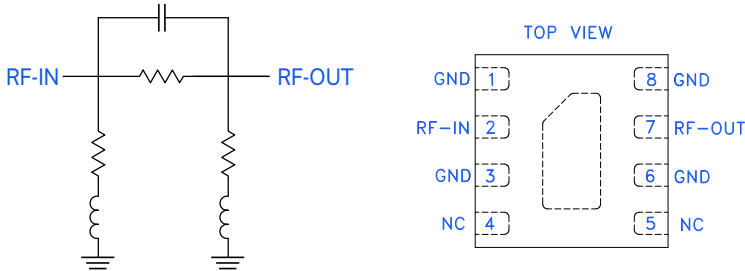 RF-IN
RF-OUT
TOP VIEW
GND 1
8 GND
RF-IN 2
7 RF-OUT
GND 3
6 GND
NC 4
5 NC